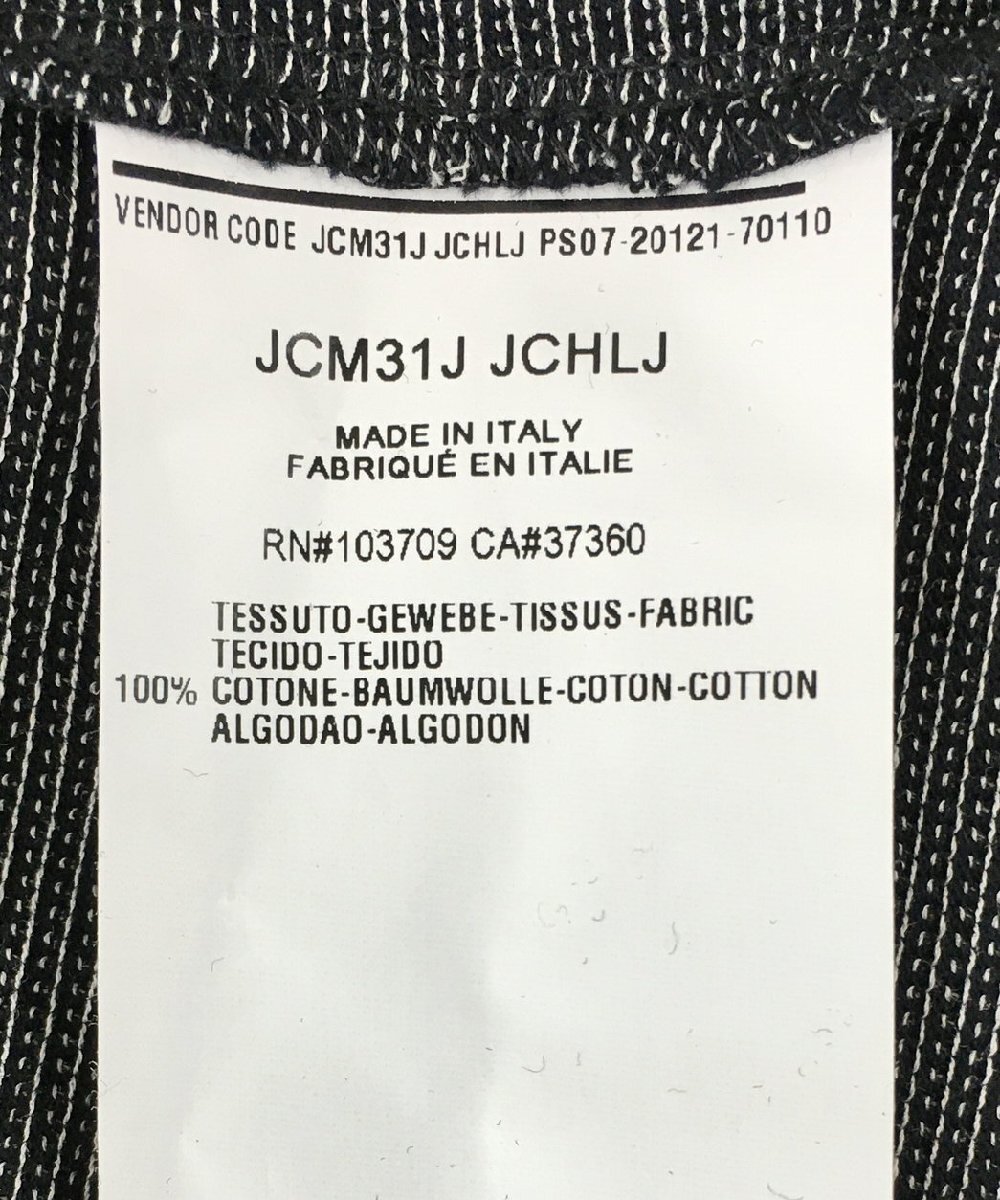 VENDOR CODE JCM31J JCHLJ PS07-20121-70110
JCM31J JCHLJ
MADE IN ITALY
FABRIQUÉ EN ITALIE
RN#103709 CA#37360
TESSUTO-GEWEBE-TISSUS-FABRIC
TECIDO-TEJIDO
100% COTONE-BAUMWOLLE-COTON-COTTON
ALGODAO-ALGODON